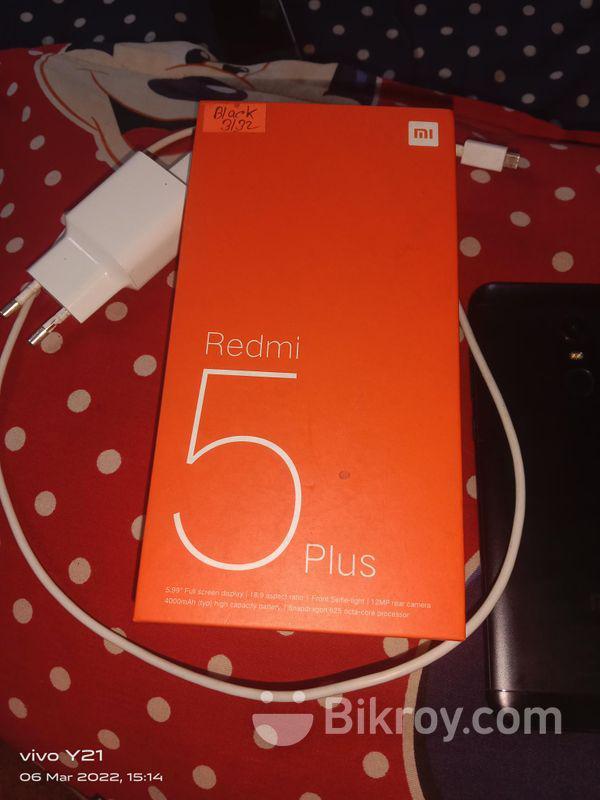 Black
3/32
mi
Redmi
5
Plus
5.99" Full screen display | 18:9 aspect ratio | Front Selfie-light | 12MP rear camera
4000mAh (typ) high capacity battery | Snapdragon 625 octa-core processor
Bikroy.com
vivo Y21
06 Mar 2022, 15:14